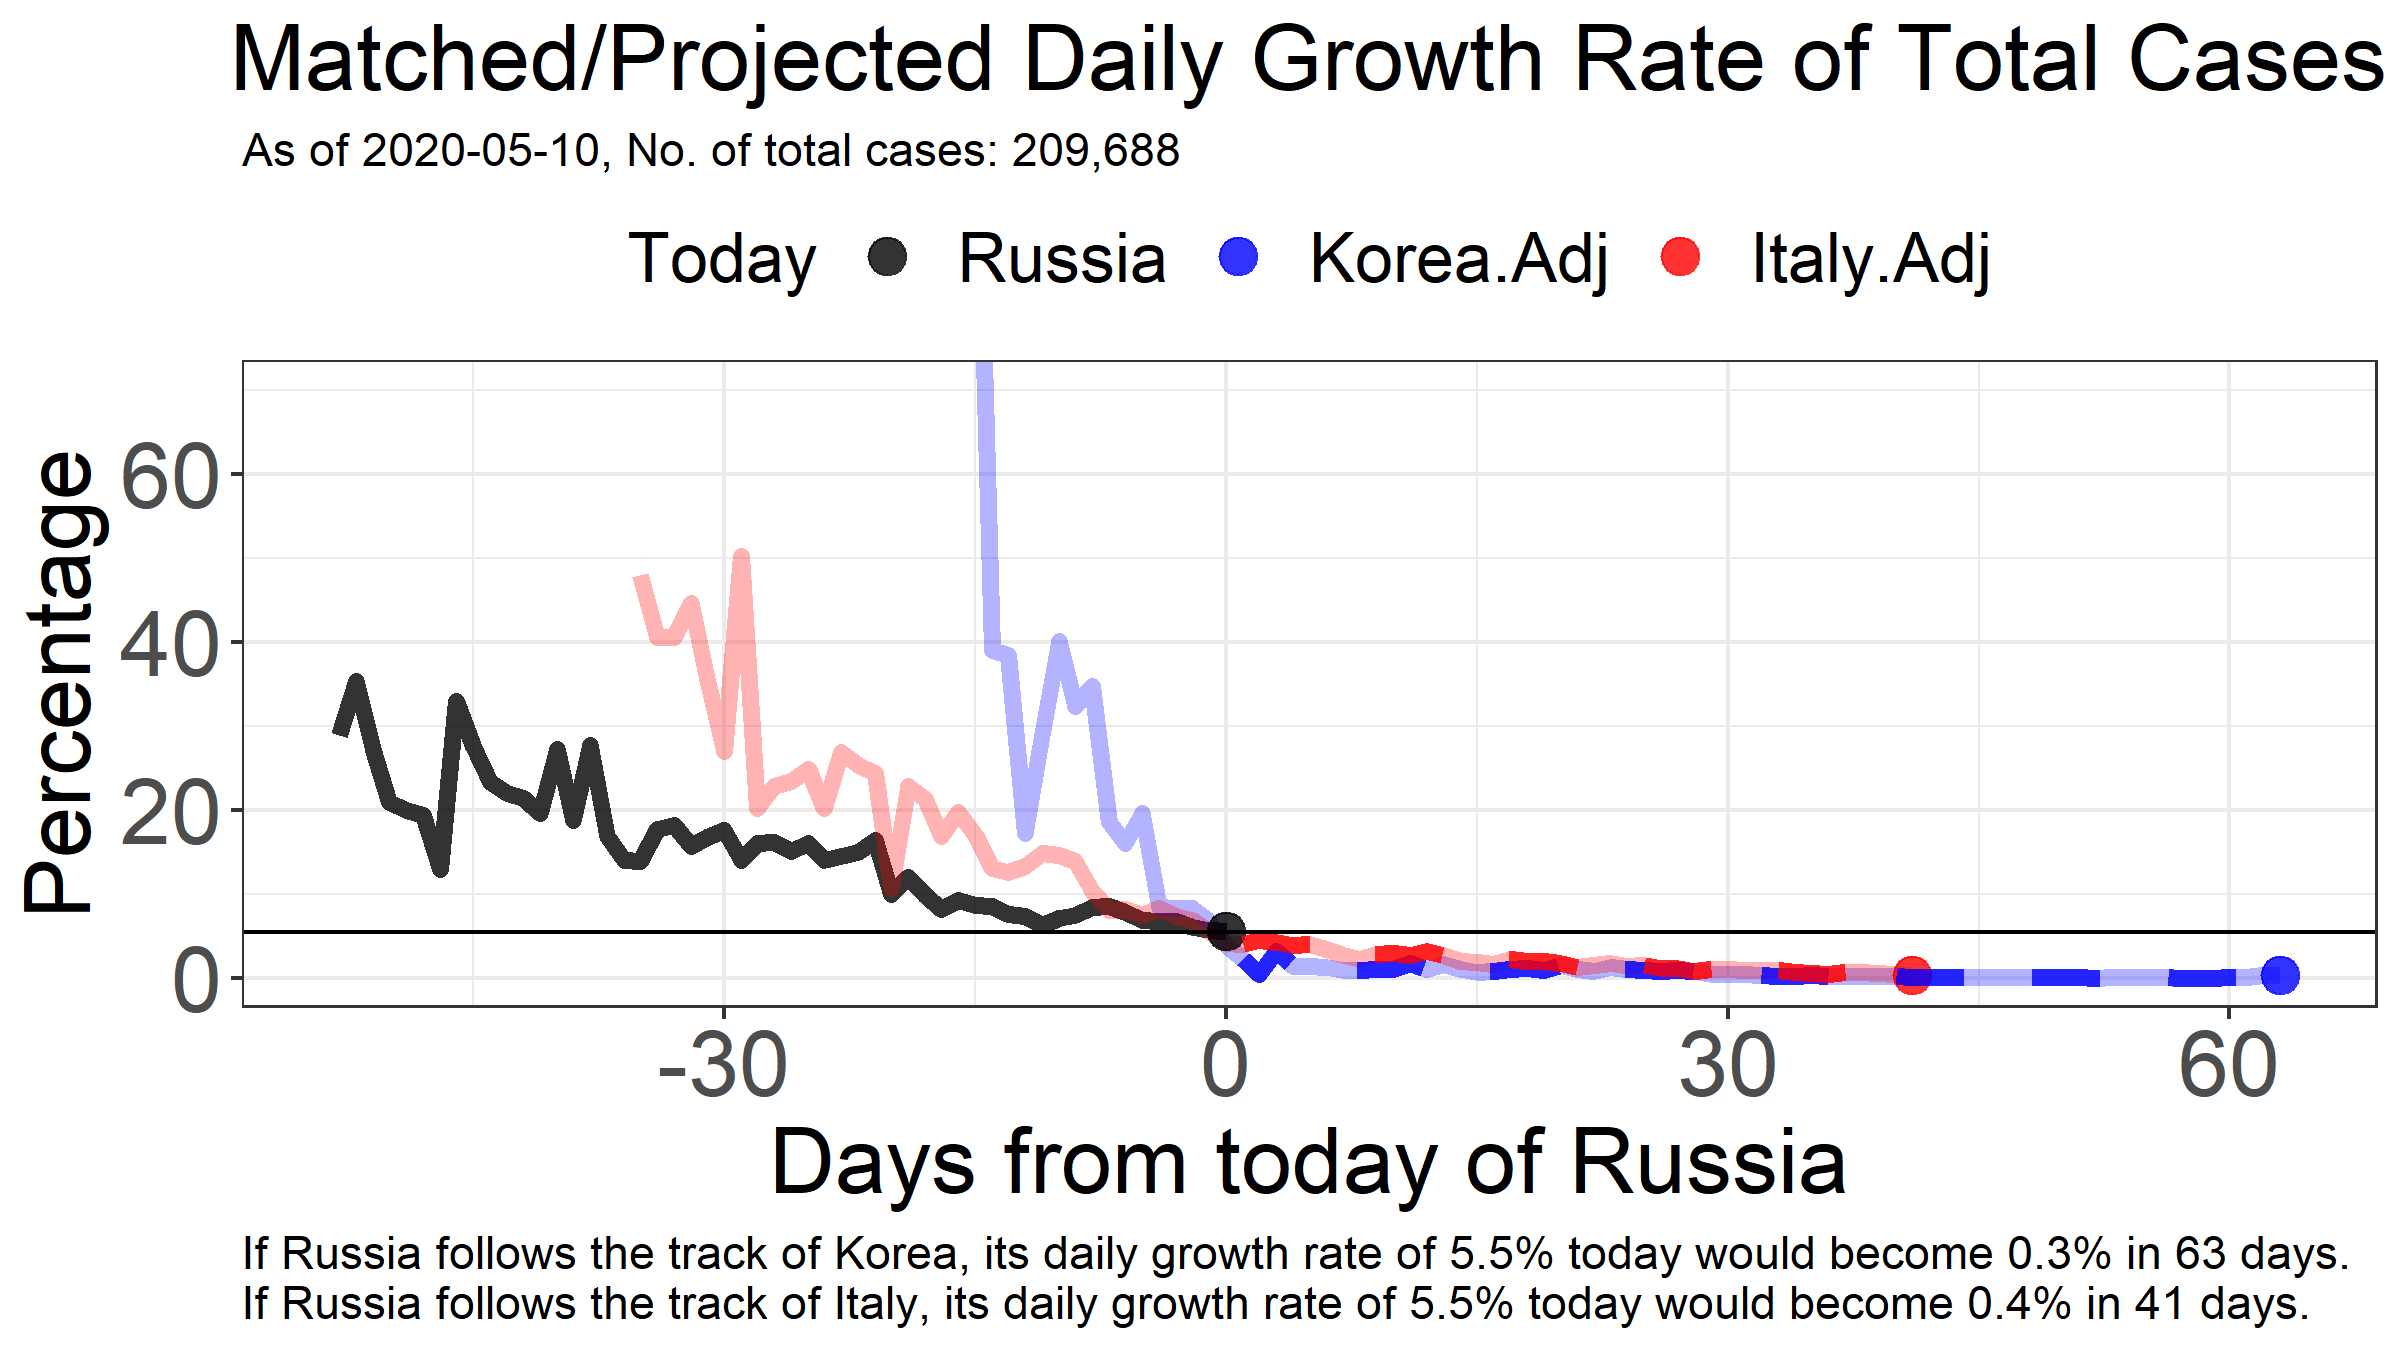 Matched/Projected Daily Growth Rate of Total Cases
As of 2020-05-10, No. of total cases: 209,688
Today Russia Korea.Adj Italy.Adj
Percentage
60
40
20
0
-30 0 30 60
Days from today of Russia
If Russia follows the track of Korea, its daily growth rate of 5.5% today would become 0.3% in 63 days.
If Russia follows the track of Italy, its daily growth rate of 5.5% today would become 0.4% in 41 days.